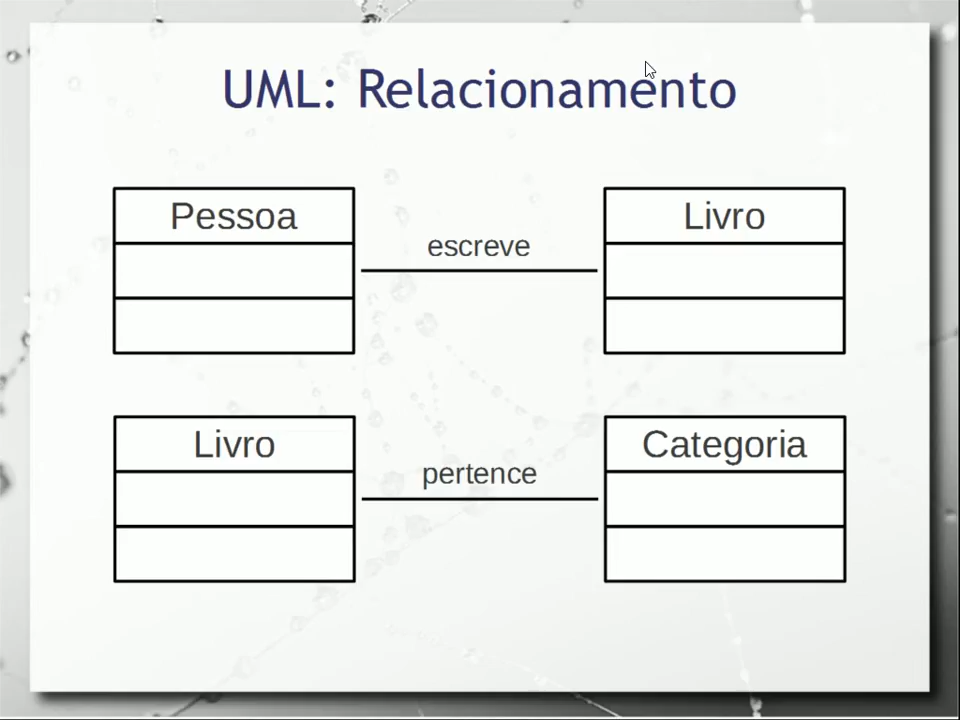 UML: Relacionamento
Pessoa
escreve
Livro
Livro
pertence
Categoria